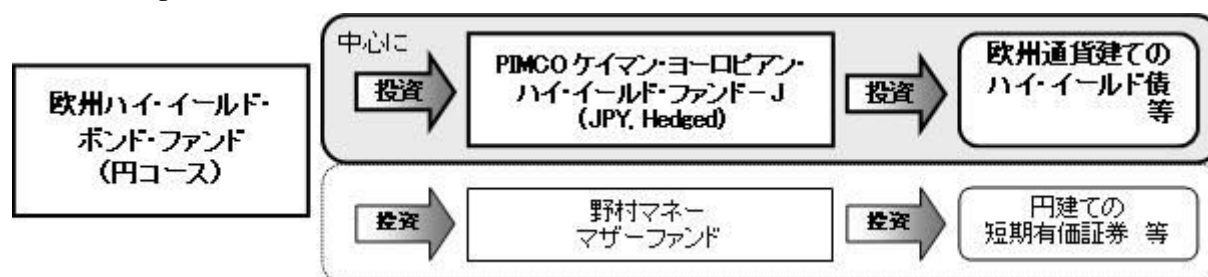 欧州ハイ・イールド・
ボンド・ファンド
(円コース)
中心に
投資
PIMCO ケイマン・ヨーロピアン・
ハイ・イールド・ファンド－J
(JPY, Hedged)
投資
欧州通貨建ての
ハイ・イールド債
等
投資
野村マネー
マザーファンド
投資
円建ての
短期有価証券 等